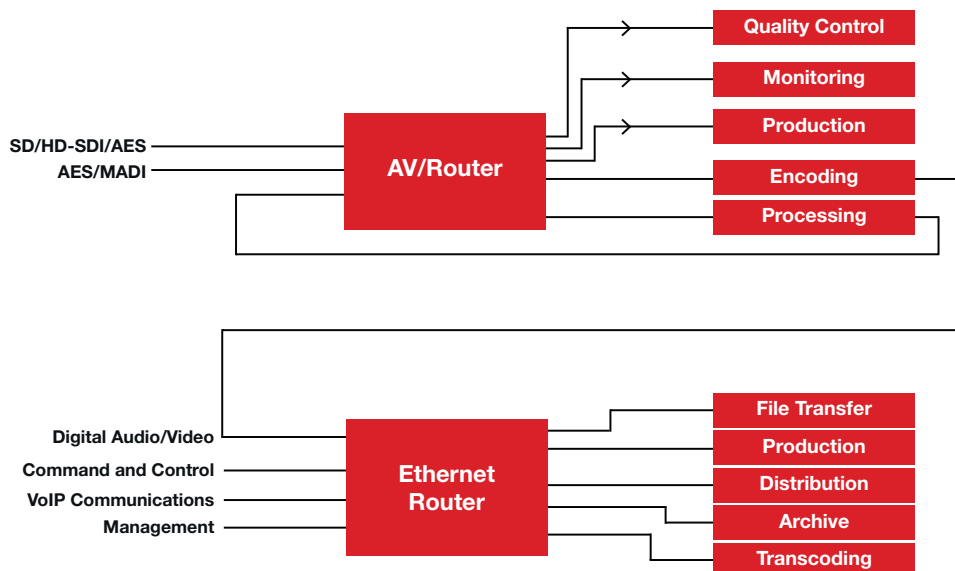 Quality Control
Monitoring
Production
Encoding
Processing
SD/HD-SDI/AES
AES/MADI
AV/Router
Digital Audio/Video
Command and Control
VoIP Communications
Management
Ethernet
Router
File Transfer
Production
Distribution
Archive
Transcoding